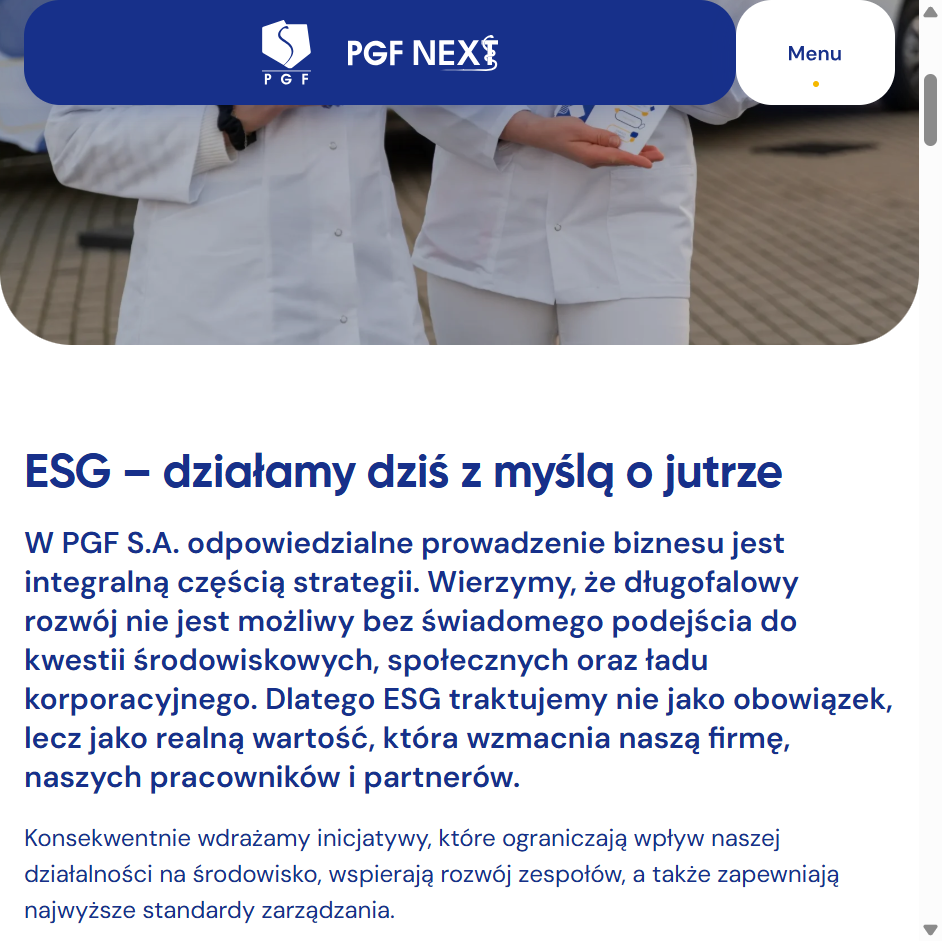 PGF
PGF NEXT
Menu
ESG – działamy dziś z myślą o jutrze
W PGF S.A. odpowiedzialne prowadzenie biznesu jest
integralną częścią strategii. Wierzymy, że długofalowy
rozwój nie jest możliwy bez świadomego podejścia do
kwestii środowiskowych, społecznych oraz ładu
korporacyjnego. Dlatego ESG traktujemy nie jako obowiązek,
lecz jako realną wartość, która wzmacnia naszą firmę,
naszych pracowników i partnerów.
Konsekwentnie wdrażamy inicjatywy, które ograniczają wpływ naszej
działalności na środowisko, wspierają rozwój zespołów, a także zapewniają
najwyższe standardy zarządzania.